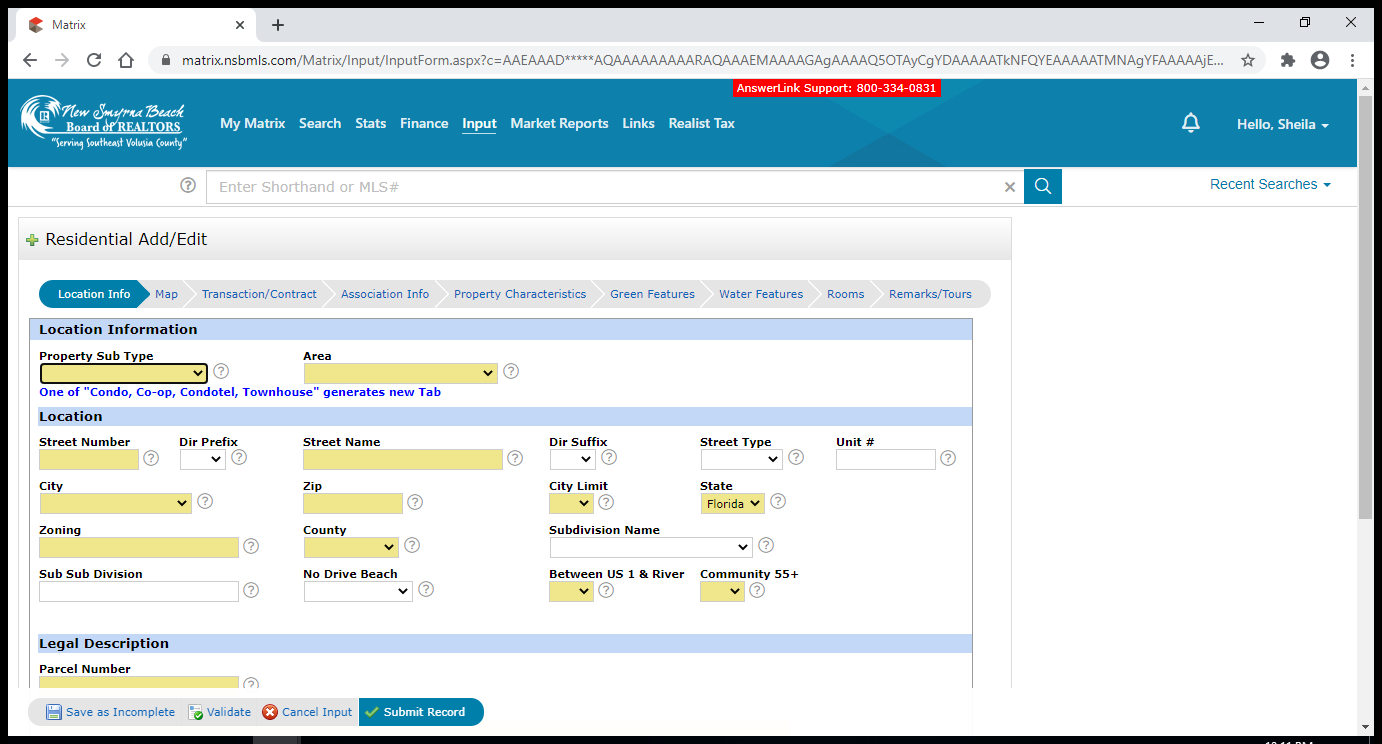 Matrix
matrix.nsbmls.com/Matrix/Input/InputForm.aspx?c=AAEAAAD*****AQAAAAAAAAARAQAAAEMAAAAGAgAAAAQ5OTAyCgYDAAAAATkNFQYEAAAAATMNAgYFAAAAAjE...
AnswerLink Support: 800-334-0831
New Smyrna Beach
Board of REALTORS
"Serving Southeast Volusia County"
My Matrix Search Stats Finance Input Market Reports Links Realist Tax
Hello, Sheila
Enter Shorthand or MLS#
Recent Searches
Residential Add/Edit
Location Info Map Transaction/Contract Association Info Property Characteristics Green Features Water Features Rooms Remarks/Tours
Location Information
Property Sub Type Area
One of "Condo, Co-op, Condotel, Townhouse" generates new Tab
Location
Street Number Dir Prefix Street Name Dir Suffix Street Type Unit #
City Zip City Limit State
Florida
Zoning County Subdivision Name
Sub Sub Division No Drive Beach Between US 1 & River Community 55+
Legal Description
Parcel Number
Save as Incomplete Validate Cancel Input Submit Record